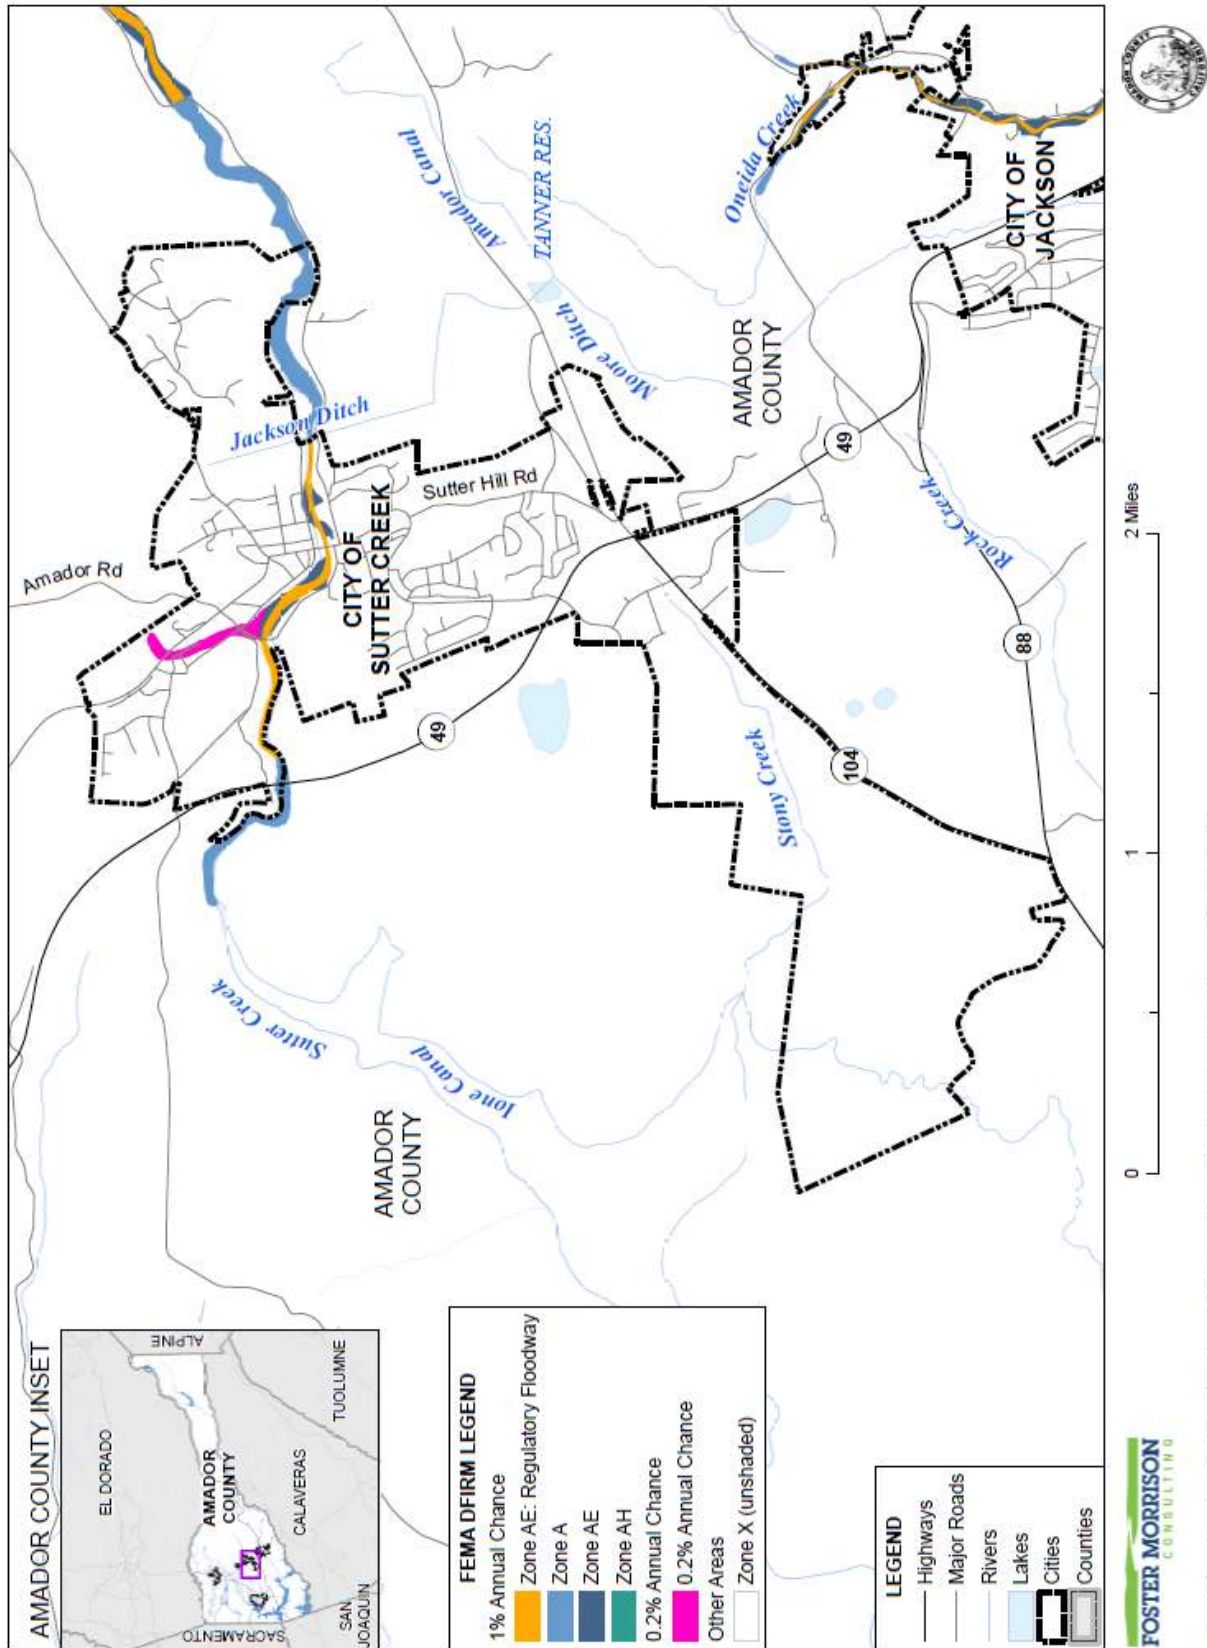 AMADOR COUNTY INSET
EL DORADO
ALPINE
AMADOR
COUNTY
CALAVERAS
TUOLUMNE
SACRAMENTO
SAN
JOAQUIN
FEMA DFIRM LEGEND
1% Annual Chance
Zone AE: Regulatory Floodway
Zone A
Zone AE
Zone AH
0.2% Annual Chance
0.2% Annual Chance
Other Areas
Zone X (unshaded)
LEGEND
Highways
Major Roads
Rivers
Lakes
Cities
Counties
Amador Rd
CITY OF
SUTTER CREEK
Sutter Hill Rd
Jackson Ditch
Amador Canal
TANNER RES.
Moore Ditch
Oneida Creek
CITY OF
JACKSON
AMADOR
COUNTY
49
49
Rock Creek
88
104
Stony Creek
Sutter Creek
Ione Canal
AMADOR
COUNTY
FOSTER MORRISON
CONSULTING
0
1
2 Miles
AMADOR COUNTY
CALIFORNIA